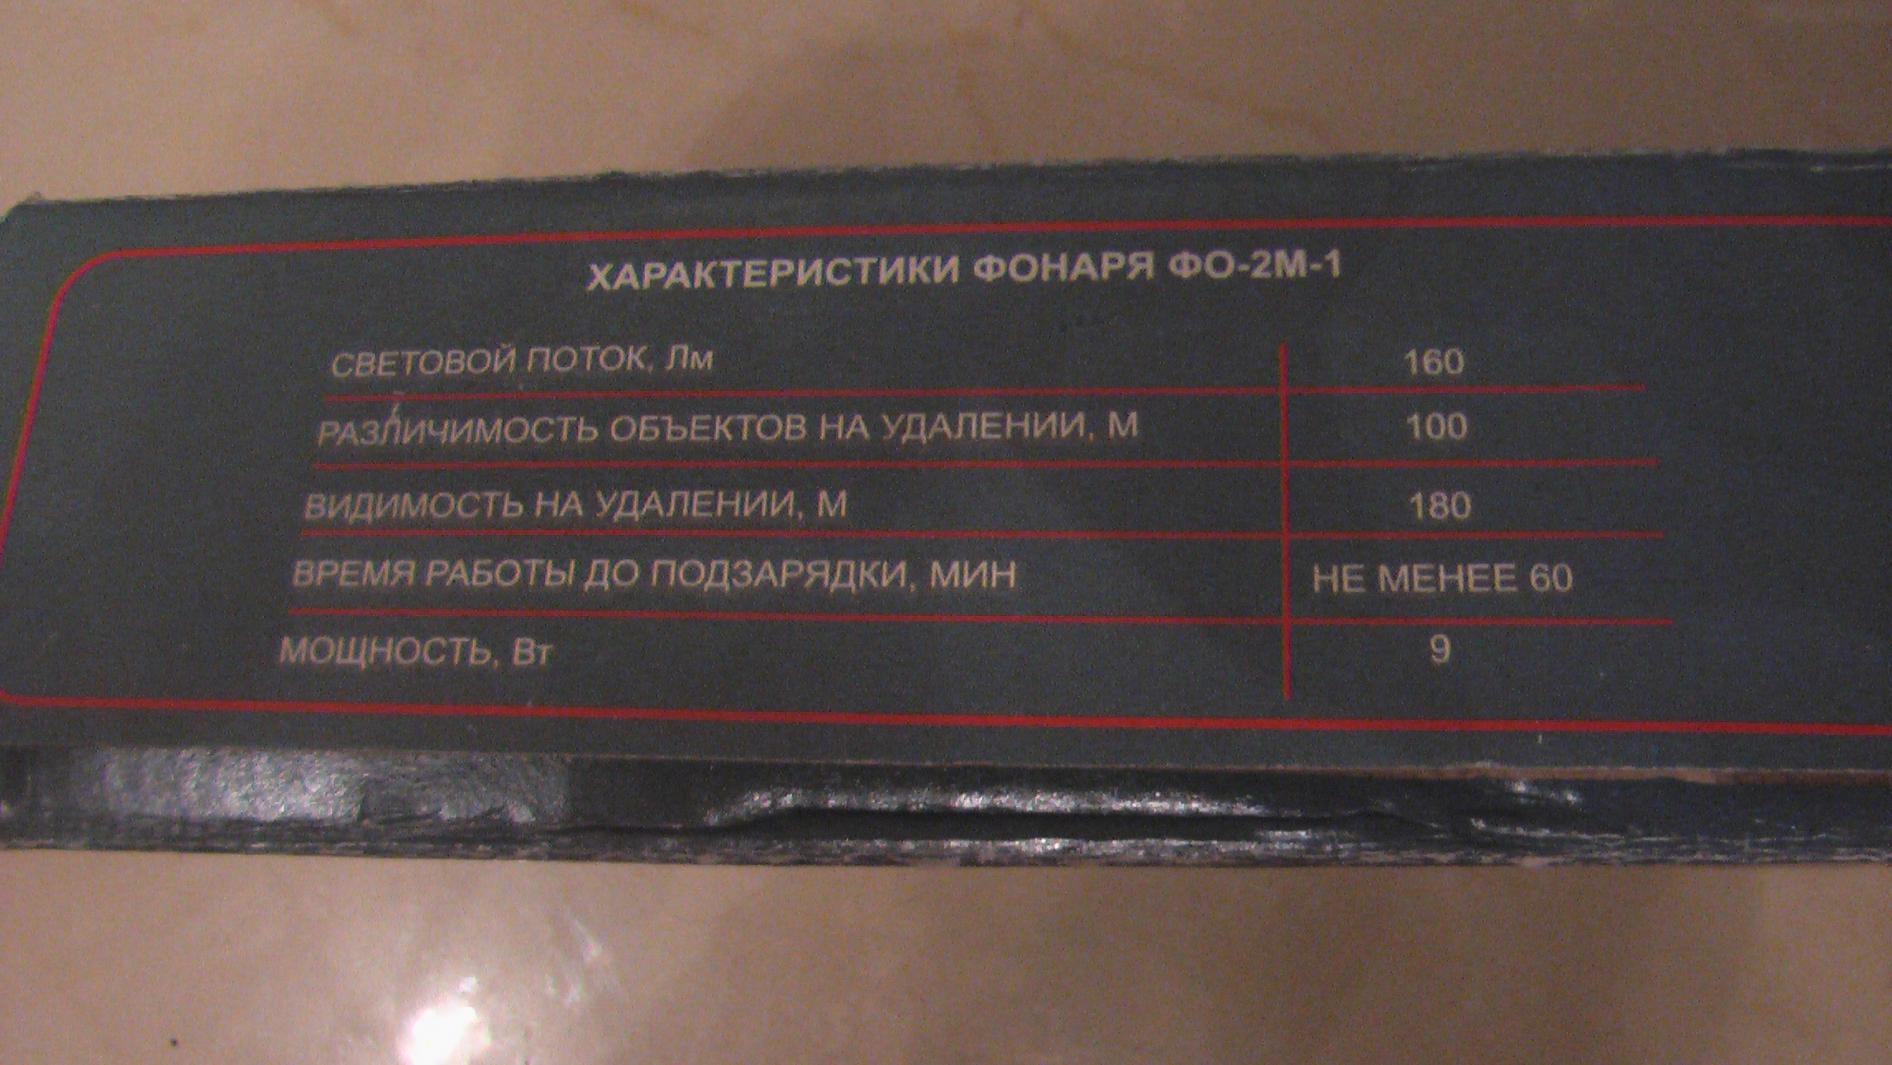 ХАРАКТЕРИСТИКИ ФОНАРЯ ФО-2М-1
СВЕТОВОЙ ПОТОК, Лм 160
РАЗЛИЧИМОСТЬ ОБЪЕКТОВ НА УДАЛЕНИИ, М 100
ВИДИМОСТЬ НА УДАЛЕНИИ, М 180
ВРЕМЯ РАБОТЫ ДО ПОДЗАРЯДКИ, МИН НЕ МЕНЕЕ 60
МОЩНОСТЬ, Вт 9